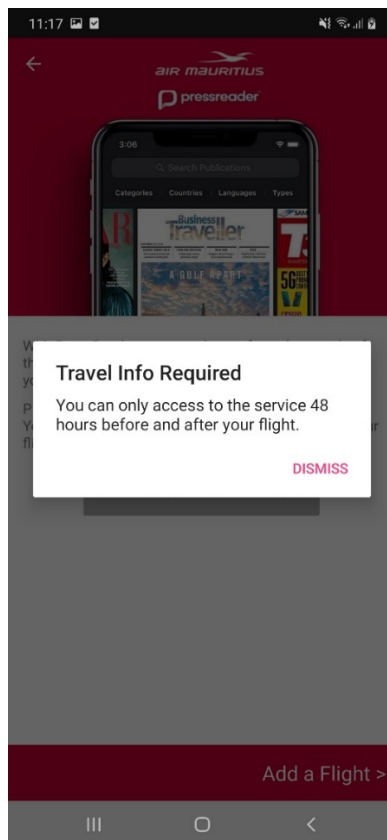 11:17
AIR MAURITIUS
pressreader
3:06
Search Publications
Categories Countries Languages Types
Business
Traveller
A GULF APART
Travel Info Required
You can only access to the service 48
hours before and after your flight.
DISMISS
Add a Flight >